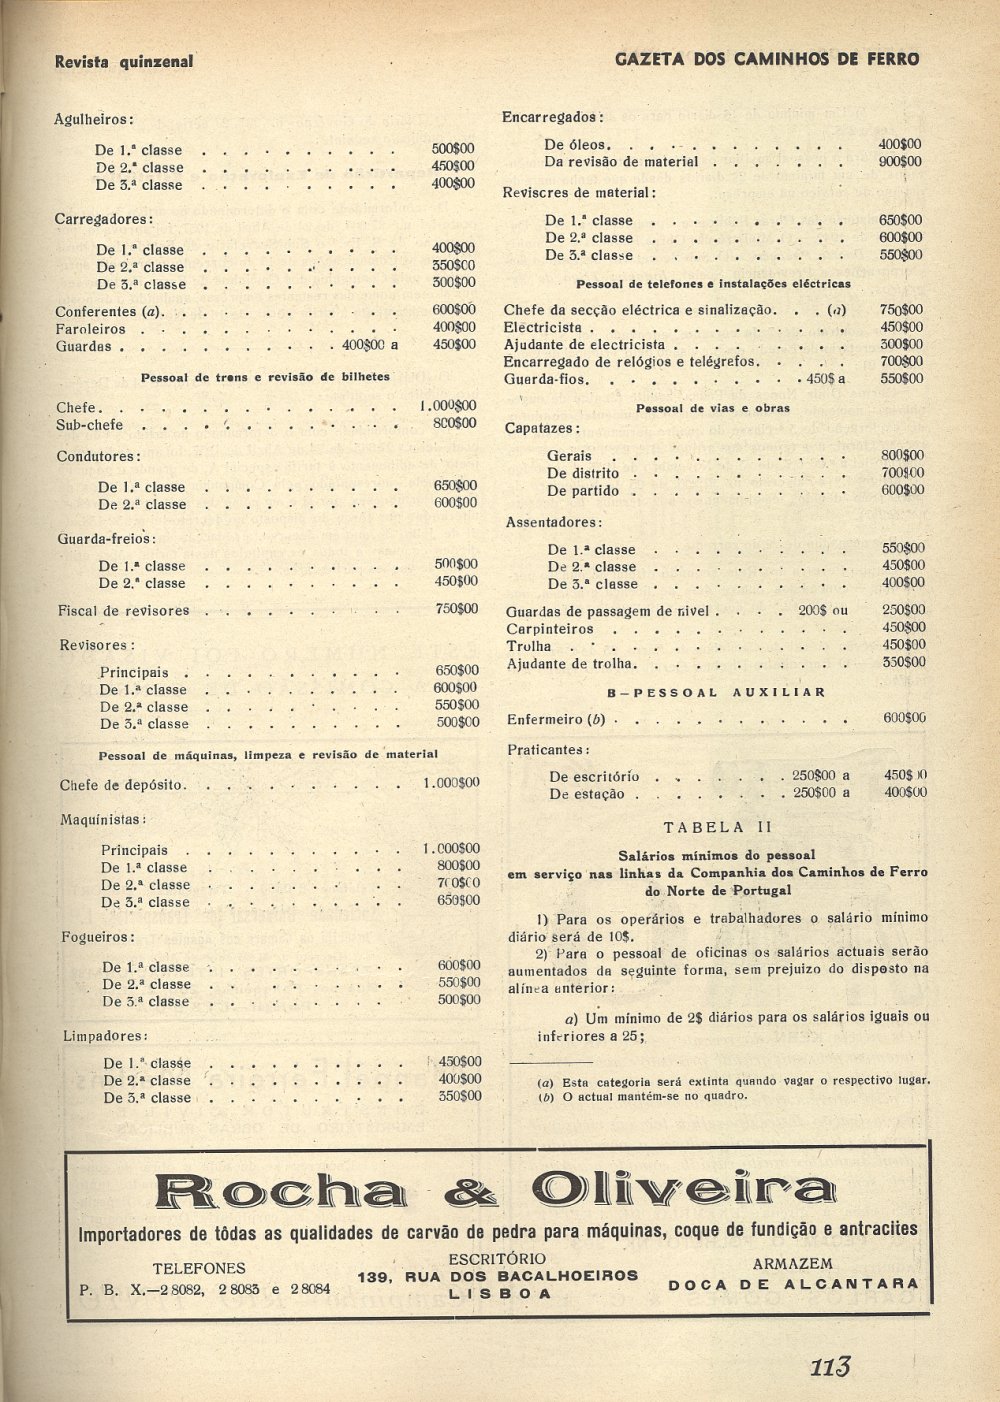 Revista quinzenal
GAZETA DOS CAMINHOS DE FERRO
Agulheiros:
De 1.ª classe . . . . . . . . . . 500$00
De 2.ª classe . . . . . . . . . . 450$00
De 3.ª classe . . . . . . . . . . 400$00
Carregadores:
De 1.ª classe . . . . . . . . . . 400$00
De 2.ª classe . . . . . . . . . . 350$00
De 3.ª classe . . . . . . . . . . 300$00
Conferentes (a). . . . . . . . . . . . 600$00
Faroleiros . . . . . . . . . . . . . 400$00
Guardas . . . . . . . . . . . 400$00 a 450$00
Pessoal de trens e revisão de bilhetes
Chefe. . . . . . . . . . . . . . . 1.000$00
Sub-chefe . . . . . . . . . . . . . 800$00
Condutores:
De 1.ª classe . . . . . . . . . . 650$00
De 2.ª classe . . . . . . . . . . 600$00
Guarda-freios:
De 1.ª classe . . . . . . . . . . 500$00
De 2.ª classe . . . . . . . . . . 450$00
Fiscal de revisores . . . . . . . . . . 750$00
Revisores:
Principais . . . . . . . . . . . 650$00
De 1.ª classe . . . . . . . . . . 600$00
De 2.ª classe . . . . . . . . . . 550$00
De 3.ª classe . . . . . . . . . . 500$00
Pessoal de máquinas, limpeza e revisão de material
Chefe de depósito. . . . . . . . . . . 1.000$00
Maquinistas:
Principais . . . . . . . . . . . 1.000$00
De 1.ª classe . . . . . . . . . . 800$00
De 2.ª classe . . . . . . . . . . 700$00
De 3.ª classe . . . . . . . . . . 650$00
Fogueiros:
De 1.ª classe . . . . . . . . . . 600$00
De 2.ª classe . . . . . . . . . . 550$00
De 3.ª classe . . . . . . . . . . 500$00
Limpadores:
De 1.ª classe . . . . . . . . . . 450$00
De 2.ª classe . . . . . . . . . . 400$00
De 3.ª classe . . . . . . . . . . 350$00
Encarregados:
De óleos. . . . . . . . . . . . 400$00
Da revisão de material . . . . . . . 900$00
Reviscres de material:
De 1.ª classe . . . . . . . . . . 650$00
De 2.ª classe . . . . . . . . . . 600$00
De 3.ª classe . . . . . . . . . . 550$00
Pessoal de telefones e instalações eléctricas
Chefe da secção eléctrica e sinalização. . . (a) 750$00
Electricista . . . . . . . . . . . . . 450$00
Ajudante de electricista . . . . . . . . . 300$00
Encarregado de relógios e telégrafos. . . . . 700$00
Guarda-fios. . . . . . . . . . . 450$ a 550$00
Pessoal de vias e obras
Capatazes:
Gerais . . . . . . . . . . . . 800$00
De distrito . . . . . . . . . . . 700$00
De partido . . . . . . . . . . . 600$00
Assentadores:
De 1.ª classe . . . . . . . . . . 550$00
De 2.ª classe . . . . . . . . . . 450$00
De 3.ª classe . . . . . . . . . . 400$00
Guardas de passagem de nível . . . . 200$ ou 250$00
Carpinteiros . . . . . . . . . . . . 450$00
Trolha . . . . . . . . . . . . . . 450$00
Ajudante de trolha. . . . . . . . . . . 350$00
B—PESSOAL AUXILIAR
Enfermeiro (b) . . . . . . . . . . . . 600$00
Praticantes:
De escritório . . . . . . . 250$00 a 450$00
De estação . . . . . . . . 250$00 a 400$00
TABELA II
Salários mínimos do pessoal
em serviço nas linhas da Companhia dos Caminhos de Ferro
do Norte de Portugal
1) Para os operários e trabalhadores o salário mínimo
diário será de 10$.
2) Para o pessoal de oficinas os salários actuais serão
aumentados da seguinte forma, sem prejuízo do disposto na
alínea anterior:
a) Um mínimo de 2$ diários para os salários iguais ou
inferiores a 25;
(a) Esta categoria será extinta quando vagar o respectivo lugar.
(b) O actual mantém-se no quadro.
Rocha & Oliveira
Importadores de tôdas as qualidades de carvão de pedra para máquinas, coque de fundição e antracites
TELEFONES
P. B. X.—2 8082, 2 8083 e 2 8084
ESCRITÓRIO
139, RUA DOS BACALHOEIROS
LISBOA
ARMAZEM
DOCA DE ALCANTARA
113